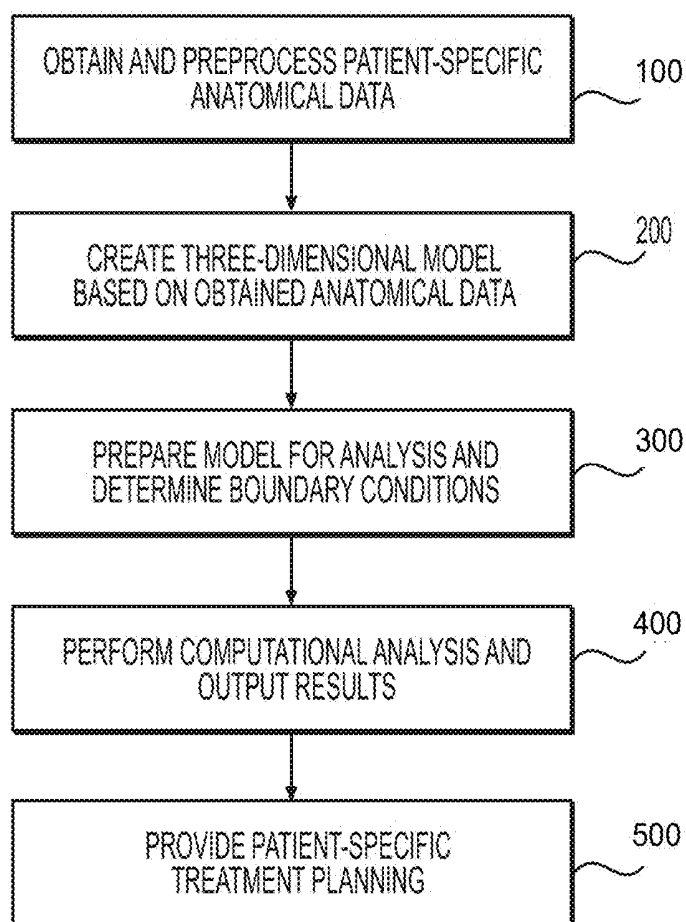 OBTAIN AND PREPROCESS PATIENT-SPECIFIC
ANATOMICAL DATA
100
CREATE THREE-DIMENSIONAL MODEL
BASED ON OBTAINED ANATOMICAL DATA
200
PREPARE MODEL FOR ANALYSIS AND
DETERMINE BOUNDARY CONDITIONS
300
PERFORM COMPUTATIONAL ANALYSIS AND
OUTPUT RESULTS
400
PROVIDE PATIENT-SPECIFIC
TREATMENT PLANNING
500